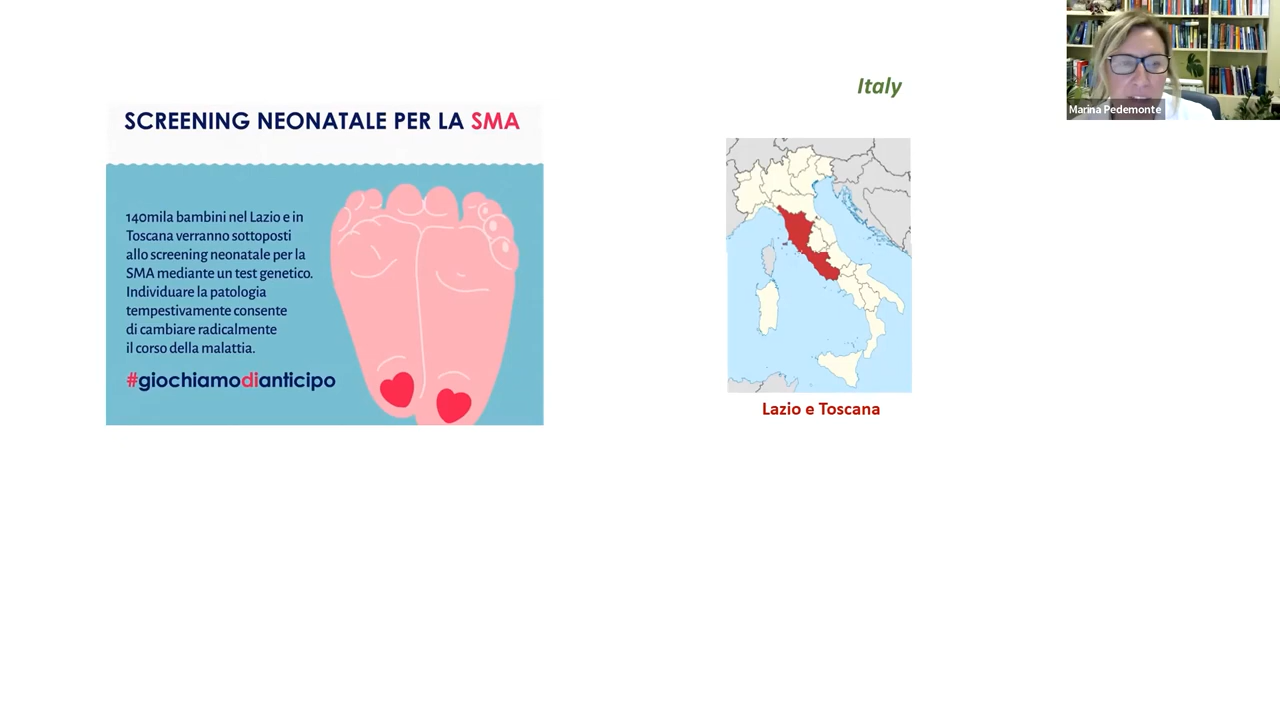 SCREENING NEONATALE PER LA SMA
140mila bambini nel Lazio e in
Toscana verranno sottoposti
allo screening neonatale per la
SMA mediante un test genetico.
Individuare la patologia
tempestivamente consente
di cambiare radicalmente
il corso della malattia.
#giochiamodianticipo
Italy
Lazio e Toscana
Marina Pedemonte